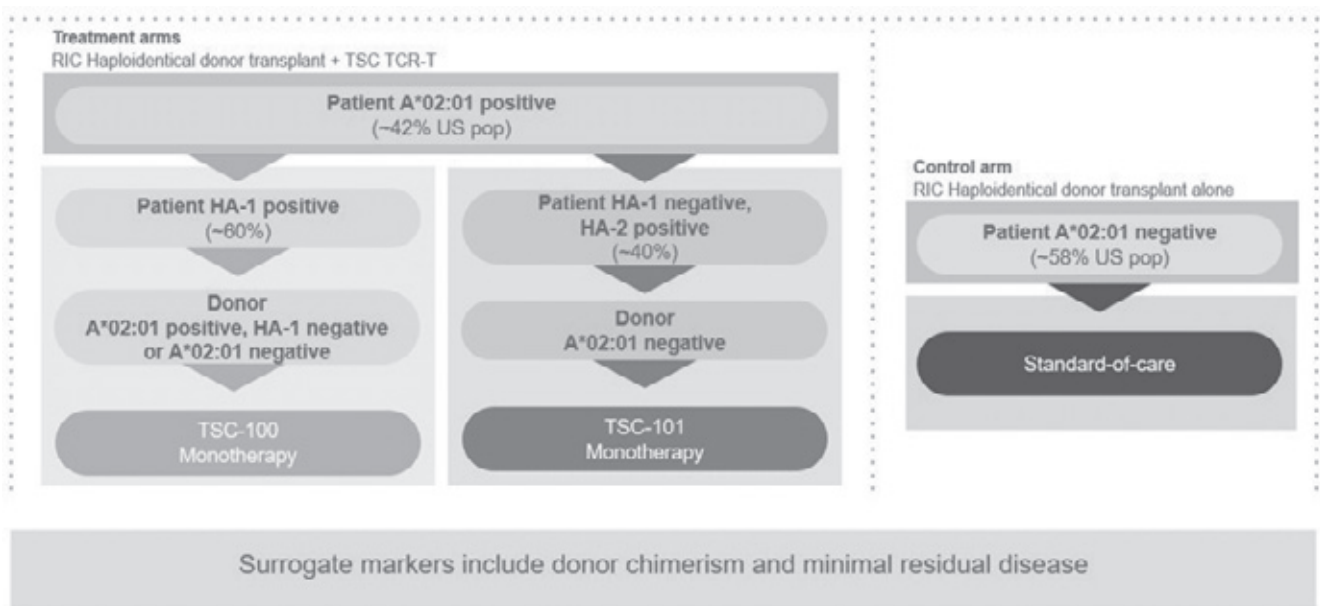 Treatment arms
RIC Haploidentical donor transplant + TSC TCR-T
Patient A*02:01 positive
(~42% US pop)
Patient HA-1 positive
(~60%)
Donor
A*02:01 positive, HA-1 negative
or A*02:01 negative
TSC-100
Monotherapy
Patient HA-1 negative,
HA-2 positive
(~40%)
Donor
A*02:01 negative
TSC-101
Monotherapy
Control arm
RIC Haploidentical donor transplant alone
Patient A*02:01 negative
(~58% US pop)
Standard-of-care
Surrogate markers include donor chimerism and minimal residual disease